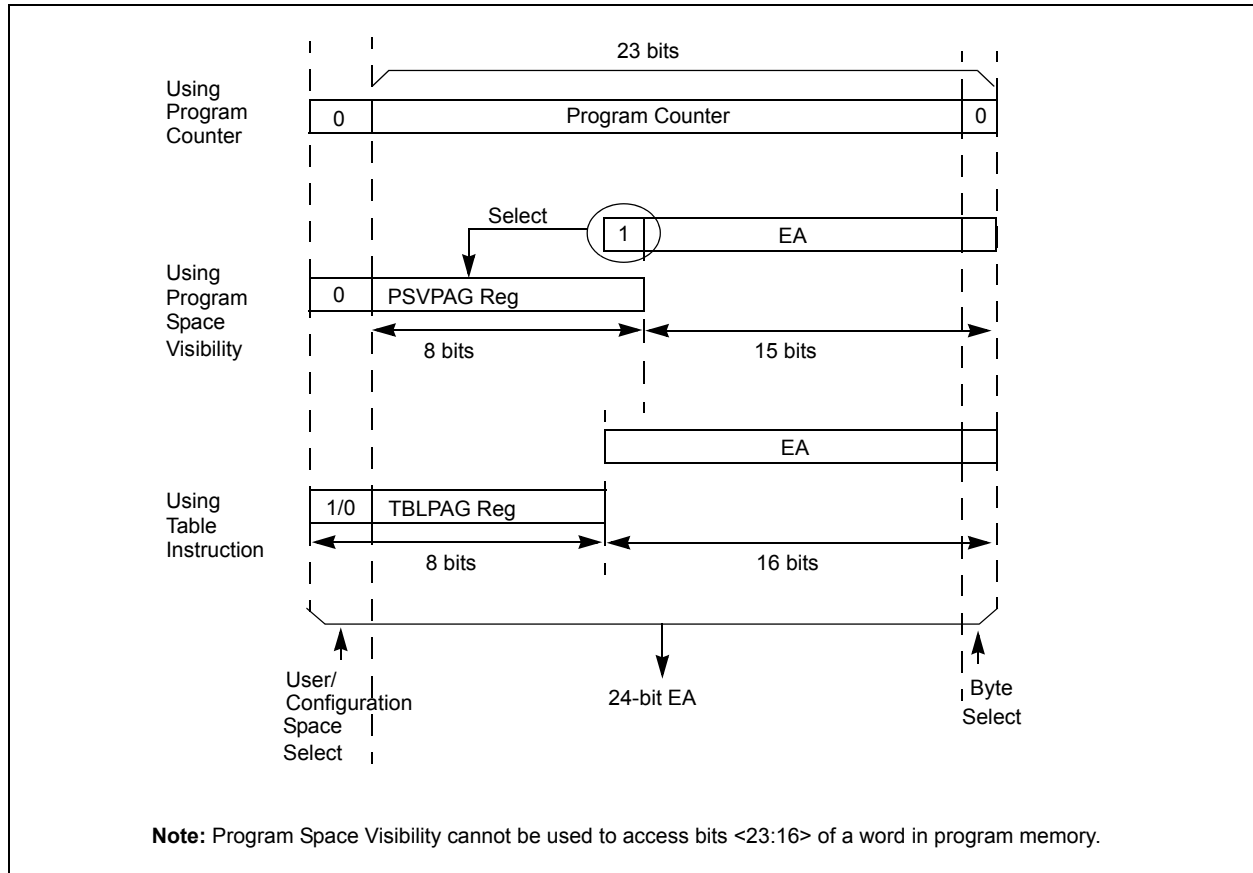 23 bits
Using
Program
Counter
0
Program Counter
0
Select
1
EA
Using
Program
Space
Visibility
0
PSVPAG Reg
8 bits
15 bits
EA
Using
Table
Instruction
1/0
TBLPAG Reg
8 bits
16 bits
User/
Configuration
Space
Select
24-bit EA
Byte
Select
Note: Program Space Visibility cannot be used to access bits <23:16> of a word in program memory.